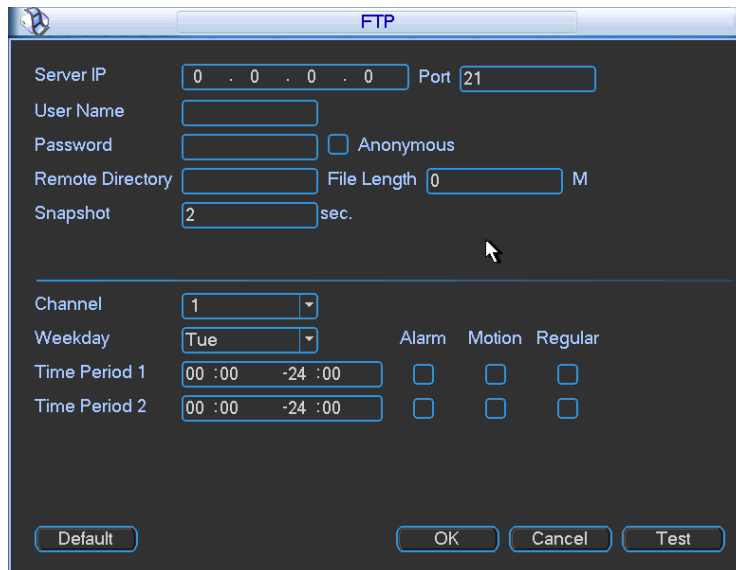 FTP
Server IP 0 . 0 . 0 . 0 Port 21
User Name
Password Anonymous
Remote Directory File Length 0 M
Snapshot 2 sec.
Channel 1
Weekday Tue Alarm Motion Regular
Time Period 1 00 :00 -24 :00
Time Period 2 00 :00 -24 :00
Default OK Cancel Test